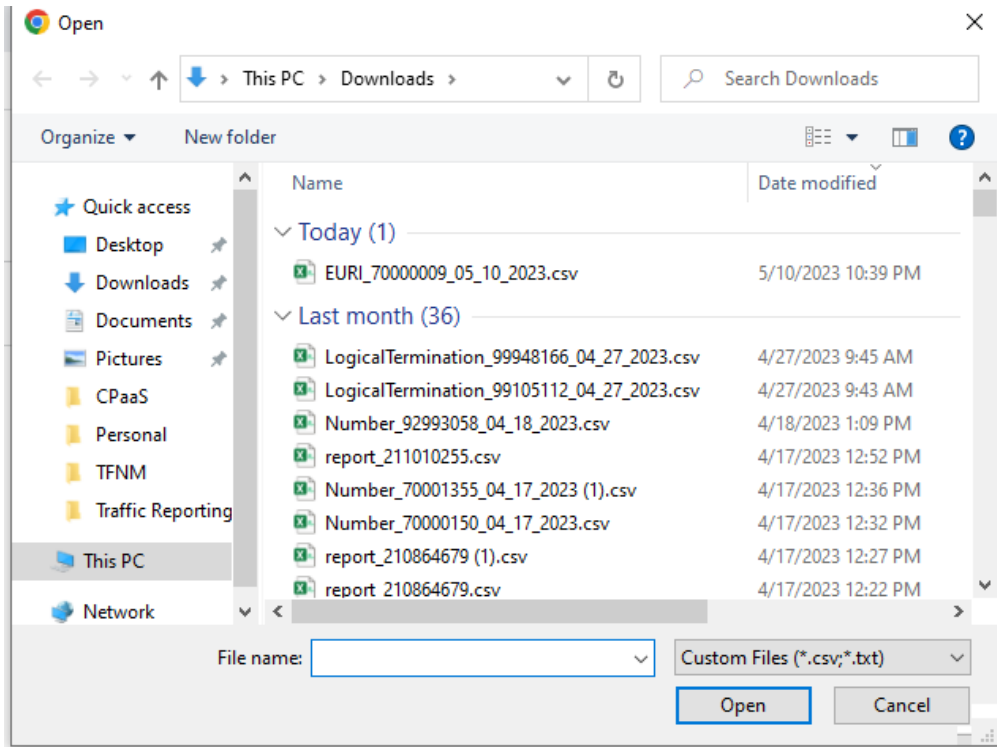 Open
This PC > Downloads >
Search Downloads
Organize
New folder
Quick access
Desktop
Downloads
Documents
Pictures
CPaaS
Personal
TFNM
Traffic Reporting
This PC
Network
Name Date modified
Today (1)
EURI_70000009_05_10_2023.csv 5/10/2023 10:39 PM
Last month (36)
LogicalTermination_99948166_04_27_2023.csv 4/27/2023 9:45 AM
LogicalTermination_99105112_04_27_2023.csv 4/27/2023 9:43 AM
Number_92993058_04_18_2023.csv 4/18/2023 1:09 PM
report_211010255.csv 4/17/2023 12:52 PM
Number_70001355_04_17_2023 (1).csv 4/17/2023 12:36 PM
Number_70000150_04_17_2023.csv 4/17/2023 12:32 PM
report_210864679 (1).csv 4/17/2023 12:27 PM
report_210864679.csv 4/17/2023 12:22 PM
File name:
Custom Files (*.csv;*.txt)
Open
Cancel